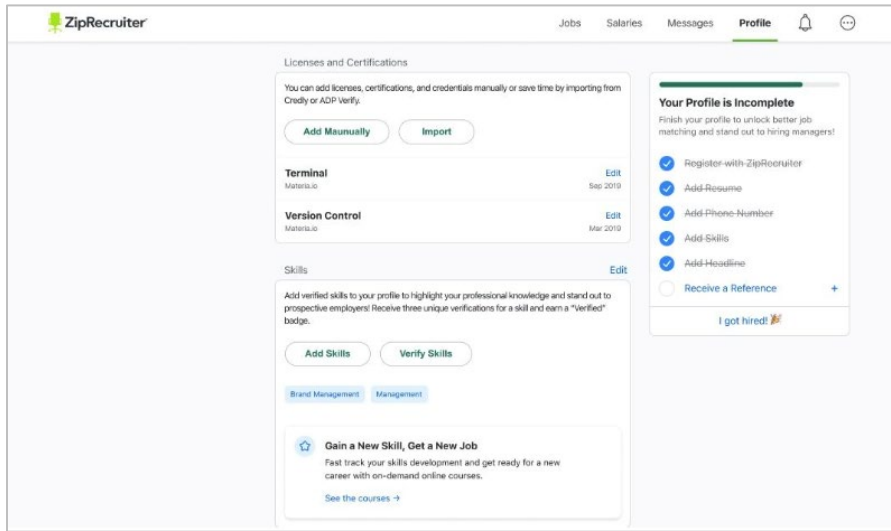 ZipRecruiter
Jobs Salaries Messages Profile
Licenses and Certifications
You can add licenses, certifications, and credentials manually or save time by importing from
Credly or ADP Verify.
Add Maunually Import
Terminal Edit
Materia.io Sep 2019
Version Control Edit
Materia.io Mar 2019
Skills Edit
Add verified skills to your profile to highlight your professional knowledge and stand out to
prospective employers! Receive three unique verifications for a skill and earn a "Verified"
badge.
Add Skills Verify Skills
Brand Management Management
Gain a New Skill, Get a New Job
Fast track your skills development and get ready for a new
career with on-demand online courses.
See the courses →
Your Profile is Incomplete
Finish your profile to unlock better job
matching and stand out to hiring managers!
Register with ZipRecruiter
Add Resume
Add Phone Number
Add Skills
Add Headline
Receive a Reference +
I got hired! 🎉